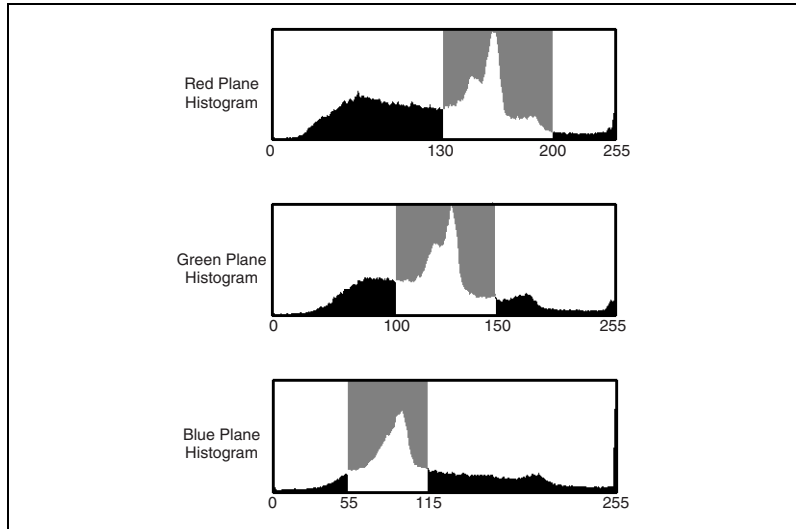 Red Plane
Histogram
0 130 200 255
Green Plane
Histogram
0 100 150 255
Blue Plane
Histogram
0 55 115 255